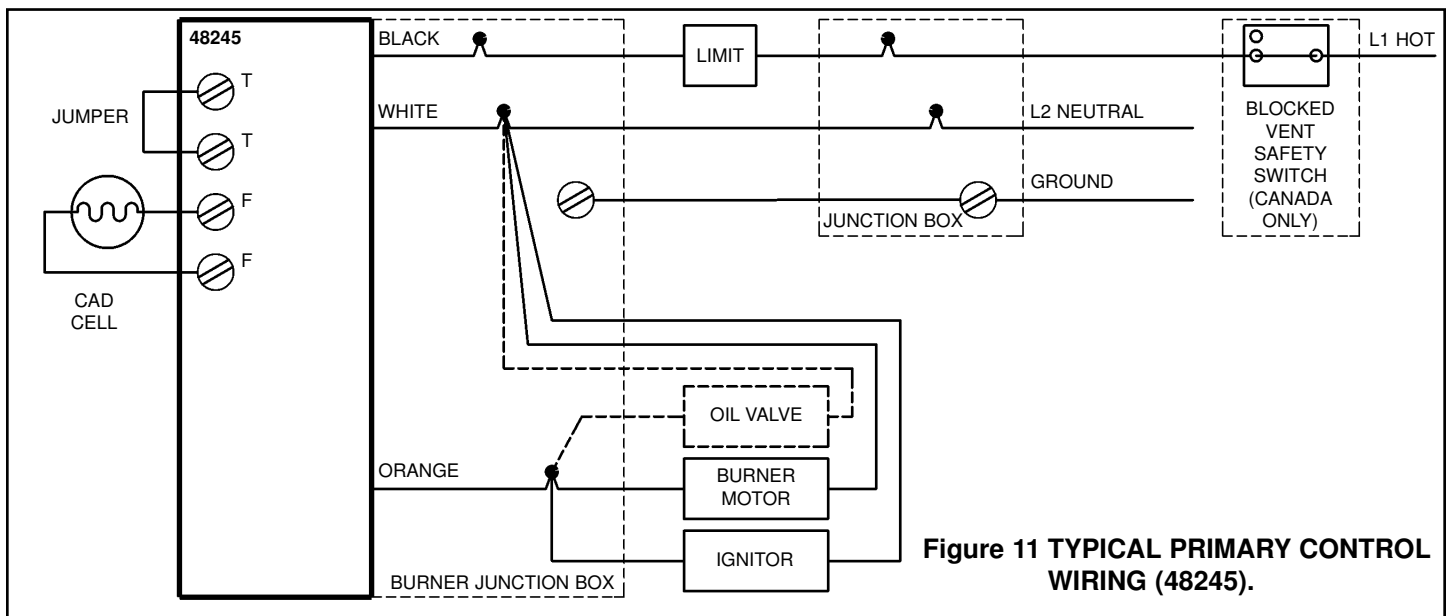 48245
BLACK
LIMIT
L1 HOT
T
JUMPER
T
WHITE
L2 NEUTRAL
BLOCKED
VENT
SAFETY
SWITCH
(CANADA
ONLY)
F
GROUND
JUNCTION BOX
F
CAD
CELL
OIL VALVE
ORANGE
BURNER
MOTOR
IGNITOR
BURNER JUNCTION BOX
Figure 11 TYPICAL PRIMARY CONTROL
WIRING (48245).